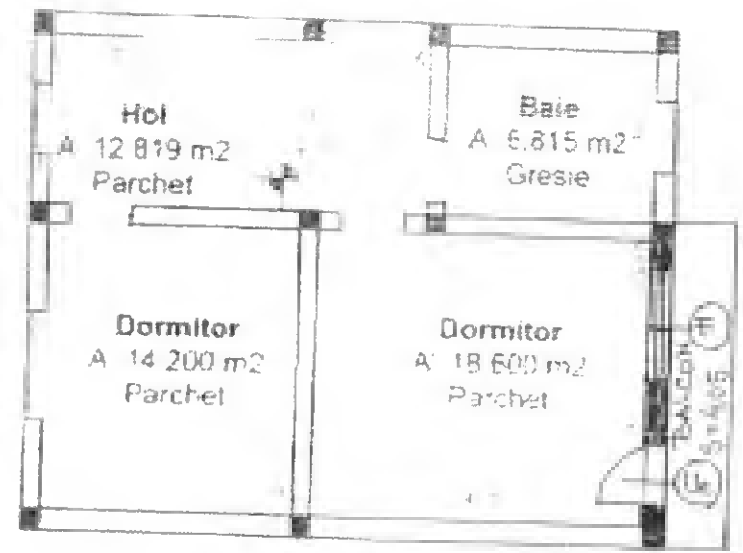 Hol
A 12 819 m2
Parchet
Baie
A 6.815 m2
Gresie
Dormitor
A 14 200 m2
Parchet
Dormitor
A 18 600 m2
Parchet
BALCON